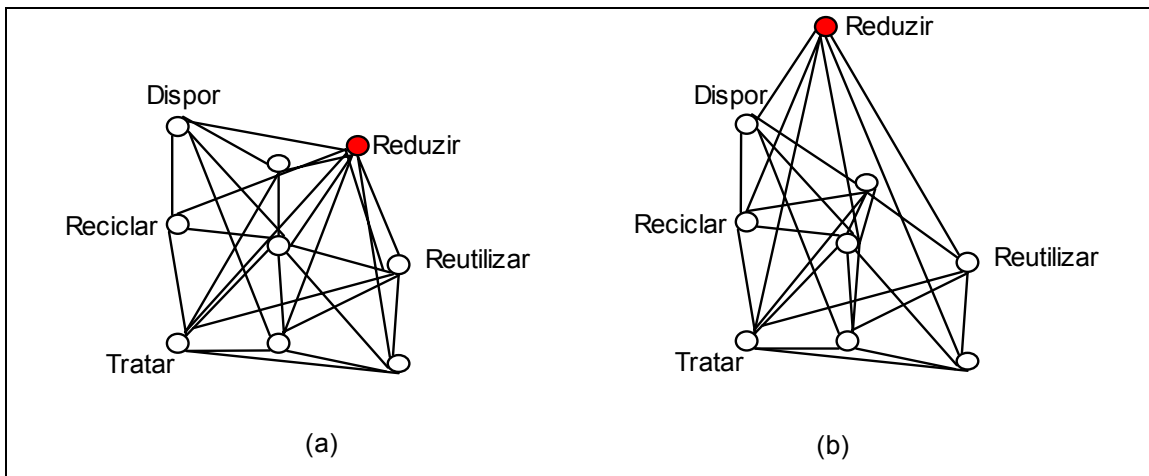 Dispor
Reduzir
Reciclar
Reutilizar
Tratar
(a)
Reduzir
Dispor
Reciclar
Reutilizar
Tratar
(b)